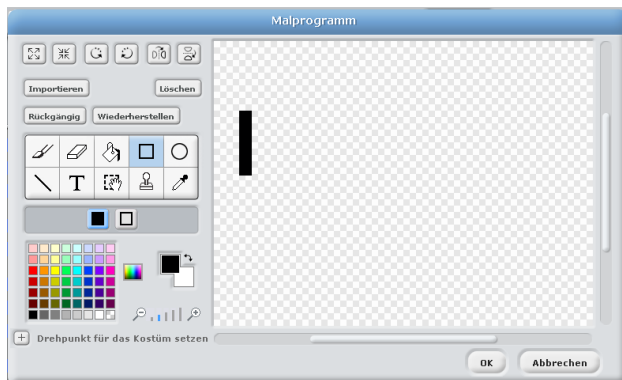 Malprogramm
Importieren
Löschen
Rückgängig
Wiederherstellen
T
Drehpunkt für das Kostüm setzen
OK
Abbrechen